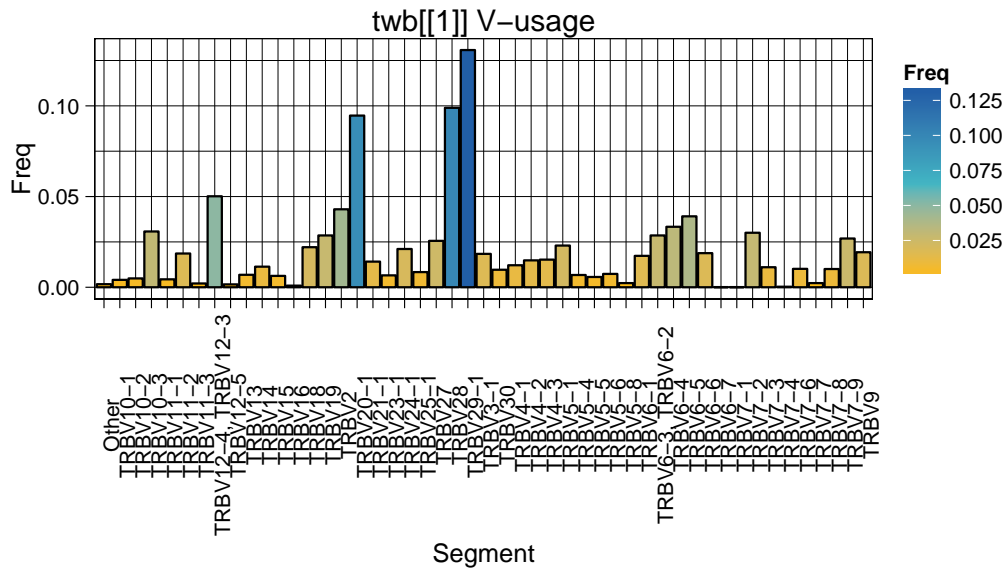 twb[[1]] V−usage
Freq
0.10
0.05
0.00
Other
TRBV10−1
TRBV10−2
TRBV10−3
TRBV11−1
TRBV11−2
TRBV11−3
TRBV12−4, TRBV12−3
TRBV12−5
TRBV13
TRBV14
TRBV15
TRBV16
TRBV18
TRBV19
TRBV2
TRBV20−1
TRBV21−1
TRBV23−1
TRBV24−1
TRBV25−1
TRBV27
TRBV28
TRBV29−1
TRBV3−1
TRBV30
TRBV4−1
TRBV4−2
TRBV4−3
TRBV5−1
TRBV5−4
TRBV5−5
TRBV5−6
TRBV5−8
TRBV6−1
TRBV6−3, TRBV6−2
TRBV6−4
TRBV6−5
TRBV6−6
TRBV6−7
TRBV7−1
TRBV7−2
TRBV7−3
TRBV7−4
TRBV7−6
TRBV7−7
TRBV7−8
TRBV7−9
TRBV9
Segment
Freq
0.125
0.100
0.075
0.050
0.025